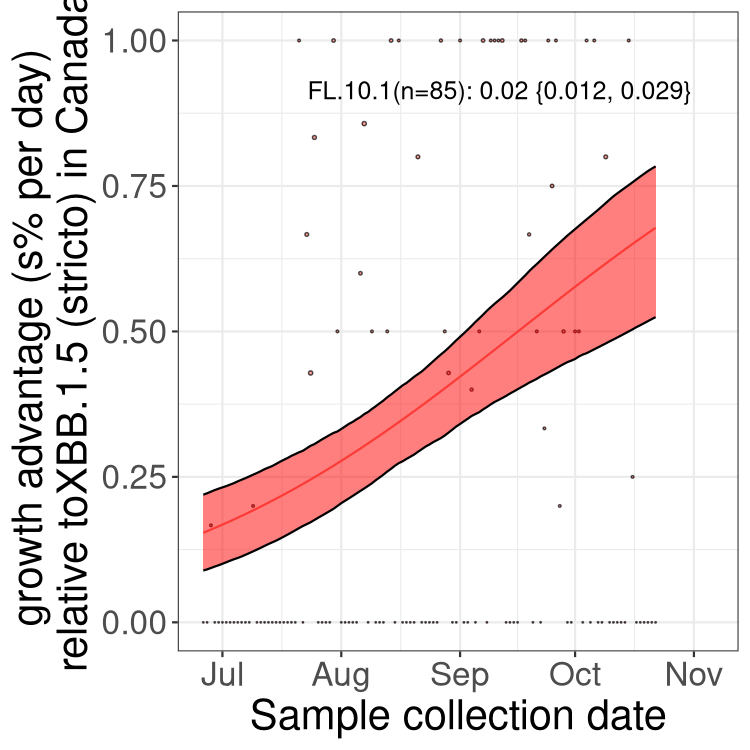 growth advantage (s% per day)
relative toXBB.1.5 (stricto) in Canada
1.00
FL.10.1(n=85): 0.02 {0.012, 0.029}
0.75
0.50
0.25
0.00
Jul Aug Sep Oct Nov
Sample collection date